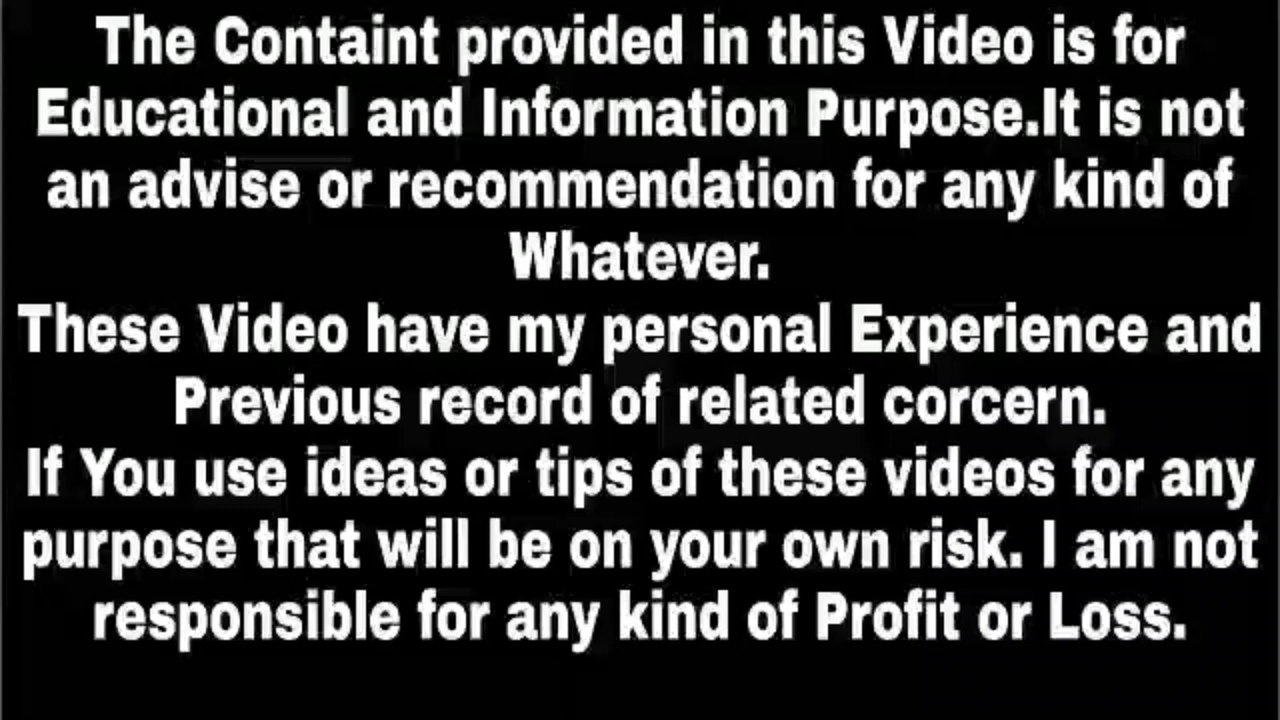 The Containt provided in this Video is for
Educational and Information Purpose.It is not
an advise or recommendation for any kind of
Whatever.
These Video have my personal Experience and
Previous record of related corcern.
If You use ideas or tips of these videos for any
purpose that will be on your own risk. I am not
responsible for any kind of Profit or Loss.